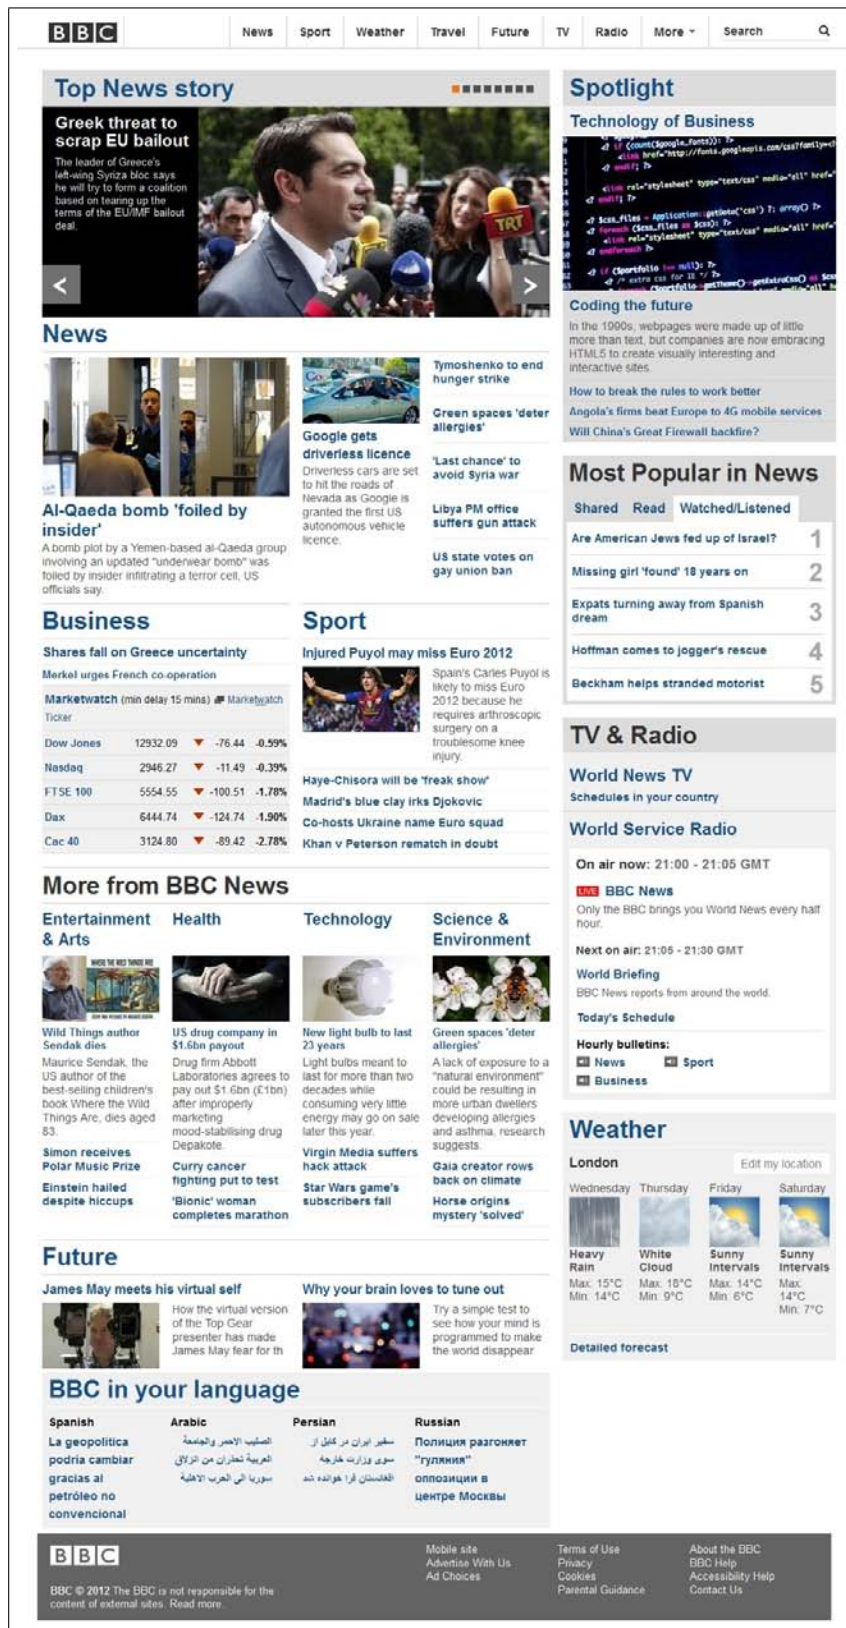 BBC
News Sport Weather Travel Future TV Radio More Search
Top News story
Greek threat to
scrap EU bailout
The leader of Greece's
left-wing Syriza bloc says
he will try to form a coalition
based on tearing up the
terms of the EU/IMF bailout
deal.
TRT
News
Al-Qaeda bomb 'foiled by
insider'
A bomb plot by a Yemen-based al-Qaeda group
involving an updated "underwear bomb" was
foiled by insider infiltrating a terror cell, US
officials say.
Google gets
driverless licence
Driverless cars are set
to hit the roads of
Nevada as Google is
granted the first US
autonomous vehicle
licence.
Tymoshenko to end
hunger strike
Green spaces 'deter
allergies'
'Last chance' to
avoid Syria war
Libya PM office
suffers gun attack
US state votes on
gay union ban
Business
Shares fall on Greece uncertainty
Merkel urges French co-operation
Marketwatch (min delay 15 mins) Marketwatch
Ticker
Dow Jones 12932.09 ▼ -76.44 -0.59%
Nasdaq 2946.27 ▼ -11.49 -0.39%
FTSE 100 5554.55 ▼ -100.51 -1.78%
Dax 6444.74 ▼ -124.74 -1.90%
Cac 40 3124.80 ▼ -89.42 -2.78%
Sport
Injured Puyol may miss Euro 2012
Spain's Carles Puyol is
likely to miss Euro
2012 because he
requires arthroscopic
surgery on a
troublesome knee
injury.
Haye-Chisora will be 'freak show'
Madrid's blue clay irks Djokovic
Co-hosts Ukraine name Euro squad
Khan v Peterson rematch in doubt
More from BBC News
Entertainment
& Arts
WHERE THE WILD THINGS ARE
Wild Things author
Sendak dies
Maurice Sendak, the
US author of the
best-selling children's
book Where the Wild
Things Are, dies aged
83.
Simon receives
Polar Music Prize
Einstein hailed
despite hiccups
Health
US drug company in
$1.6bn payout
Drug firm Abbott
Laboratories agrees to
pay out $1.6bn (£1bn)
after improperly
marketing
mood-stabilising drug
Depakote.
Curry cancer
fighting put to test
'Bionic' woman
completes marathon
Technology
New light bulb to last
23 years
Light bulbs meant to
last for more than two
decades while
consuming very little
energy may go on sale
later this year.
Virgin Media suffers
hack attack
Star Wars game's
subscribers fall
Science &
Environment
Green spaces 'deter
allergies'
A lack of exposure to a
"natural environment"
could be resulting in
more urban dwellers
developing allergies
and asthma, research
suggests.
Gaia creator rows
back on climate
Horse origins
mystery 'solved'
Future
James May meets his virtual self
How the virtual version
of the Top Gear
presenter has made
James May fear for th
Why your brain loves to tune out
Try a simple test to
see how your mind is
programmed to make
the world disappear
BBC in your language
Spanish
La geopolítica
podría cambiar
gracias al
petróleo no
convencional
Arabic
الصليب الاحمر والجامعة
العربية تحذران من انزلاق
سوريا الى الحرب الاهلية
Persian
سفیر ایران در کابل از
سوی وزارت خارجه
افغانستان فرا خوانده شد
Russian
Полиция разгоняет
"гуляния"
оппозиции в
центре Москвы
Spotlight
Technology of Business
Coding the future
In the 1990s, webpages were made up of little
more than text, but companies are now embracing
HTML5 to create visually interesting and
interactive sites.
How to break the rules to work better
Angola's firms beat Europe to 4G mobile services
Will China's Great Firewall backfire?
Most Popular in News
Shared Read Watched/Listened
Are American Jews fed up of Israel? 1
Missing girl 'found' 18 years on 2
Expats turning away from Spanish
dream 3
Hoffman comes to jogger's rescue 4
Beckham helps stranded motorist 5
TV & Radio
World News TV
Schedules in your country
World Service Radio
On air now: 21:00 - 21:05 GMT
LIVE BBC News
Only the BBC brings you World News every half
hour.
Next on air: 21:05 - 21:30 GMT
World Briefing
BBC News reports from around the world.
Today's Schedule
Hourly bulletins:
News Sport
Business
Weather
London Edit my location
Wednesday Thursday Friday Saturday
Heavy
Rain
Max: 15°C
Min: 14°C
White
Cloud
Max: 18°C
Min: 9°C
Sunny
Intervals
Max: 14°C
Min: 6°C
Sunny
Intervals
Max:
14°C
Min: 7°C
Detailed forecast
BBC
BBC © 2012 The BBC is not responsible for the
content of external sites. Read more.
Mobile site
Advertise With Us
Ad Choices
Terms of Use
Privacy
Cookies
Parental Guidance
About the BBC
BBC Help
Accessibility Help
Contact Us